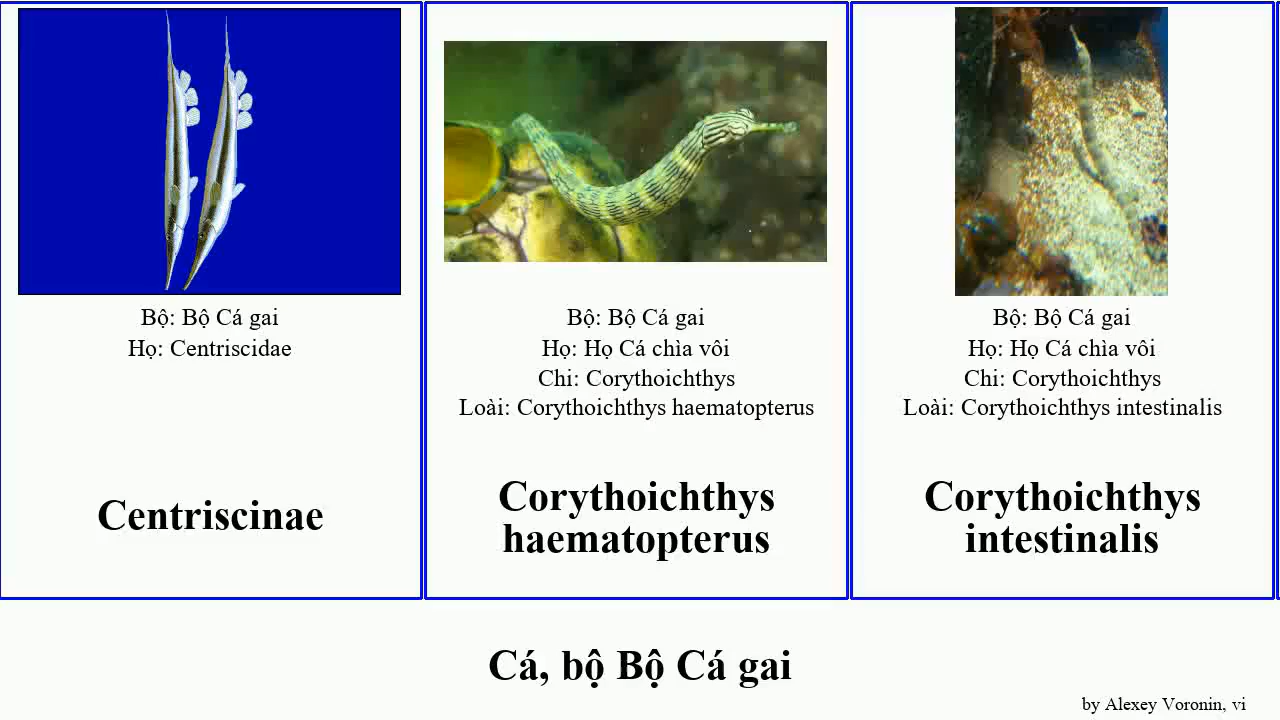 Bộ: Bộ Cá gai
Họ: Centriscidae
Centriscinae
Bộ: Bộ Cá gai
Họ: Họ Cá chìa vôi
Chi: Corythoichthys
Loài: Corythoichthys haematopterus
Corythoichthys
haematopterus
Bộ: Bộ Cá gai
Họ: Họ Cá chìa vôi
Chi: Corythoichthys
Loài: Corythoichthys intestinalis
Corythoichthys
intestinalis
Cá, bộ Bộ Cá gai
by Alexey Voronin, vi